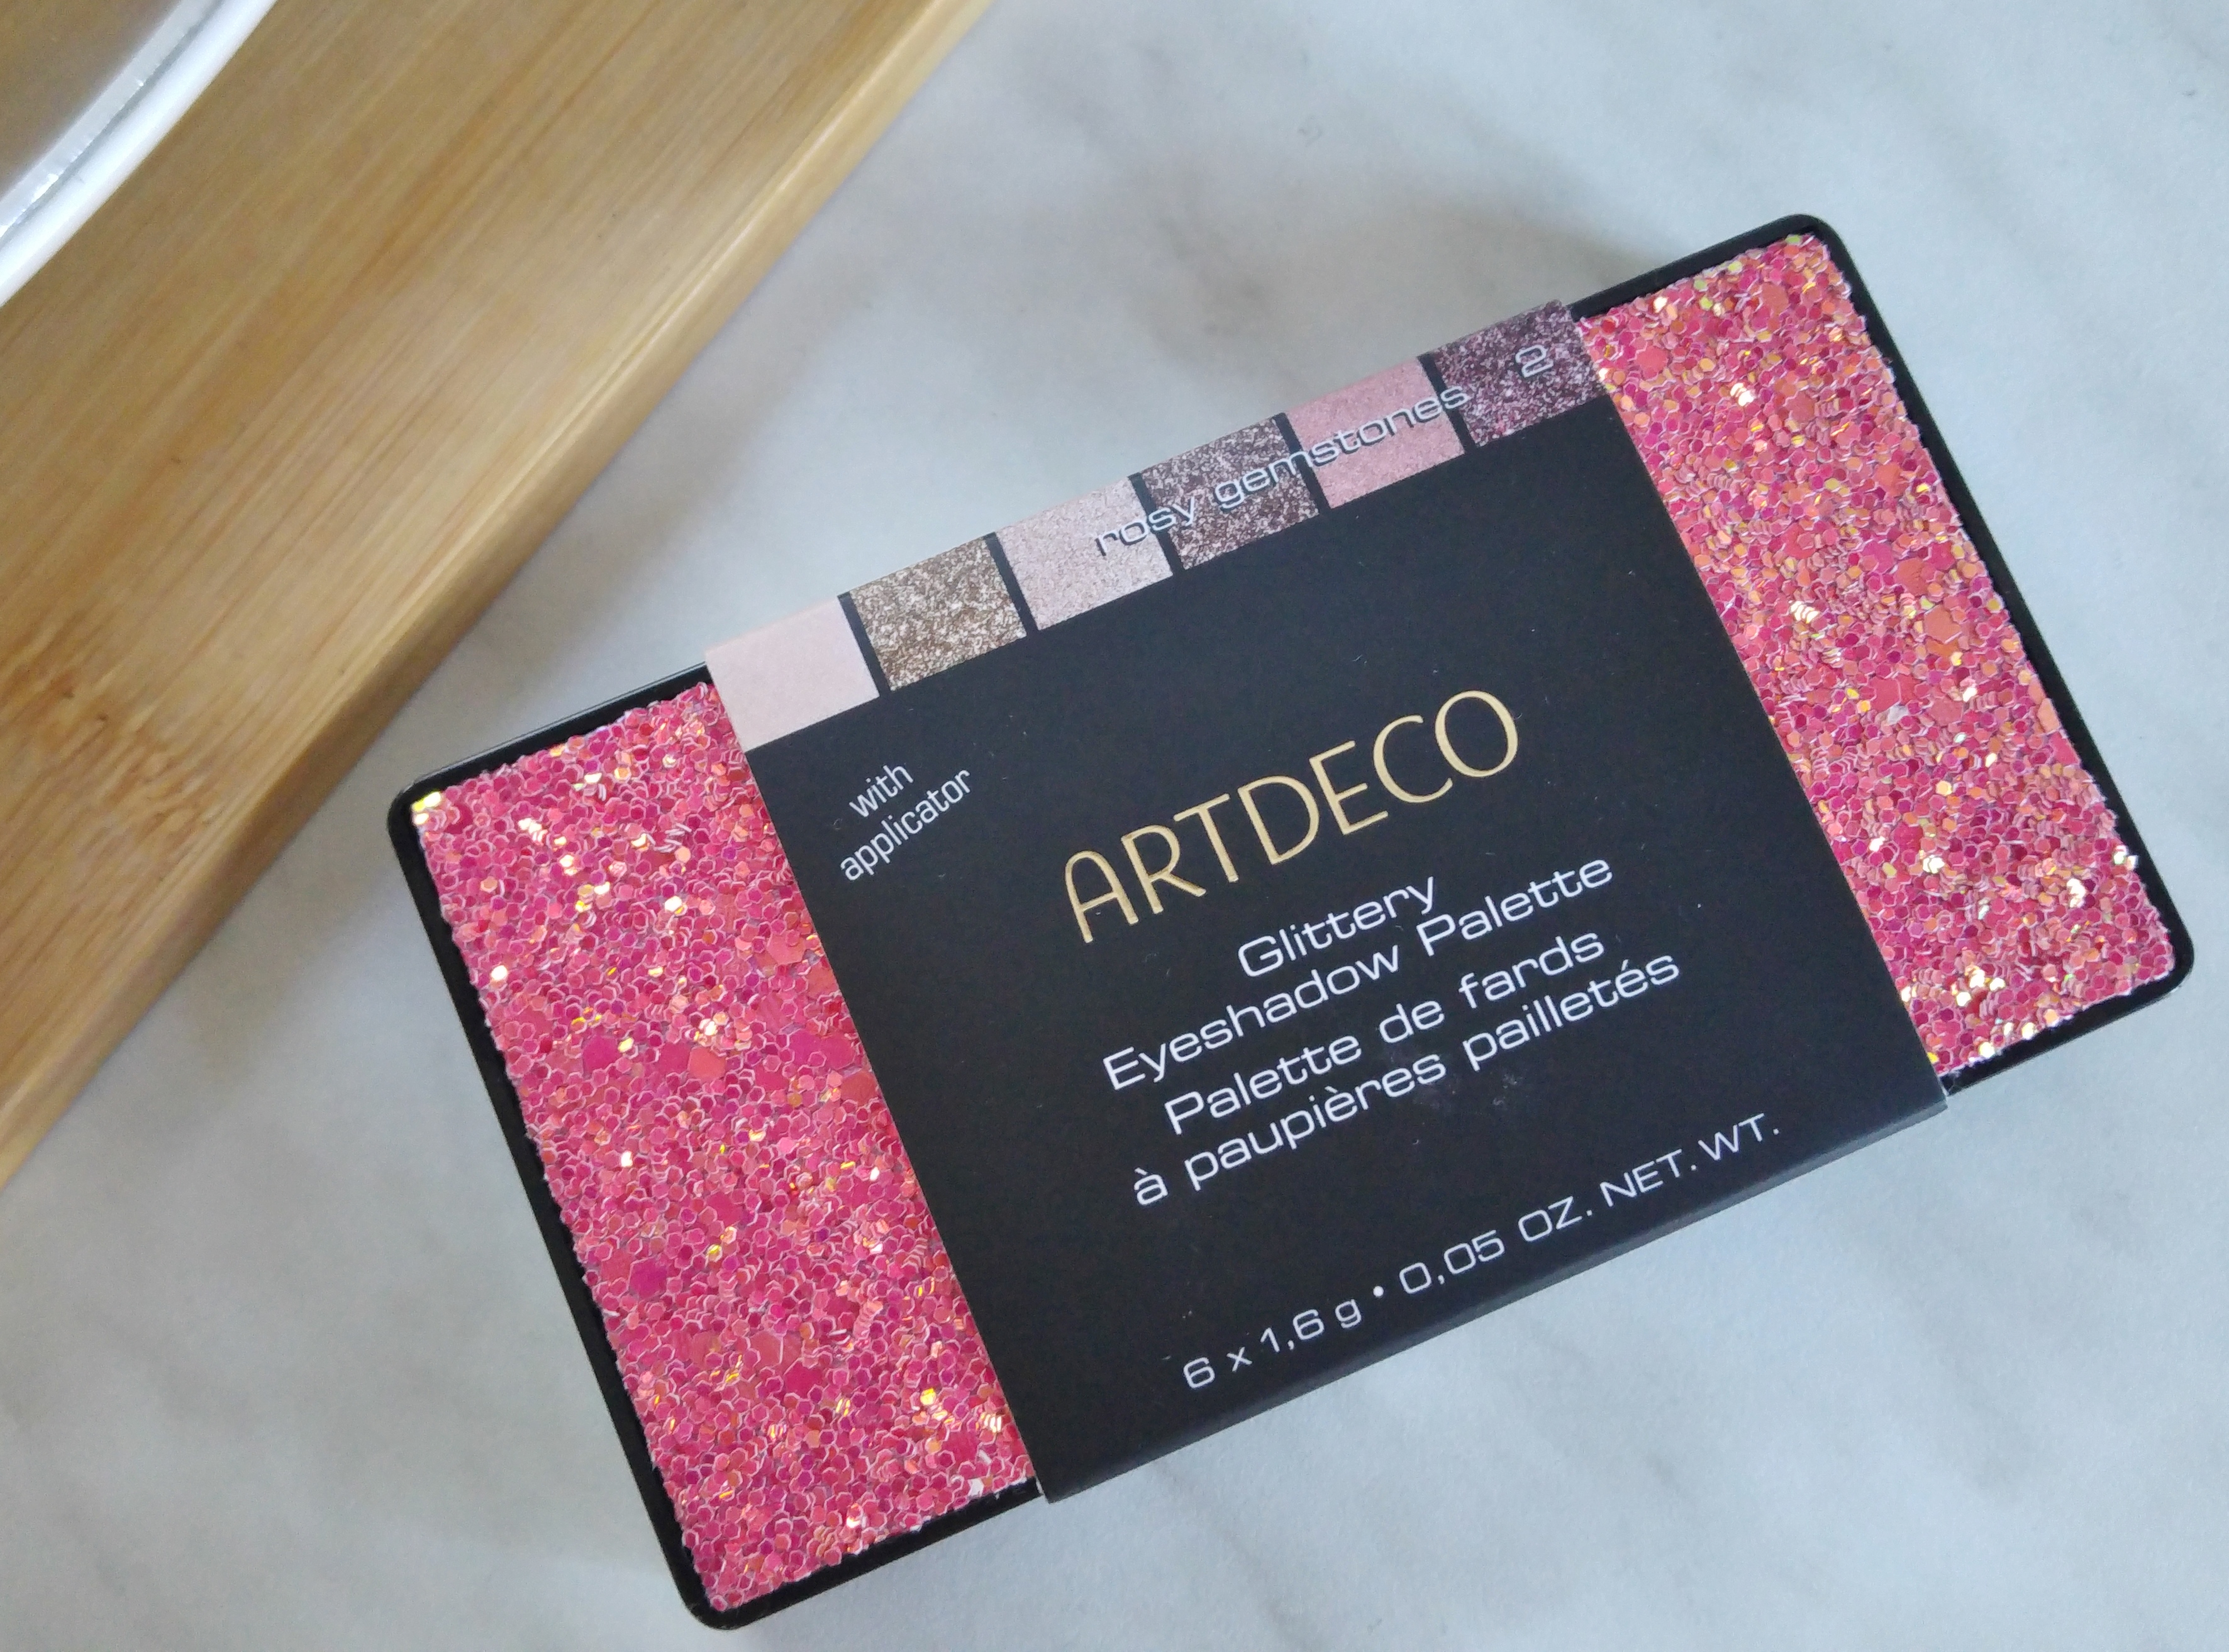 rosy gemstones 2
with
applicator
ARTDECO
Glittery
Eyeshadow Palette
Palette de fards
à paupières pailletés
6 x 1,6 g • 0,05 OZ. NET. WT.